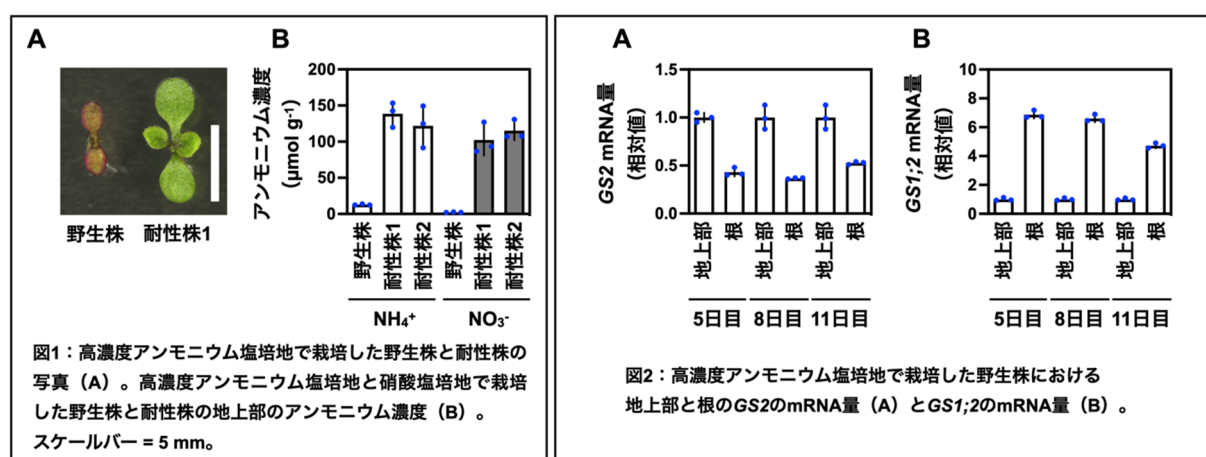 A
B
アンモニウム濃度
(μmol g⁻¹)
200
150
100
50
0
野生株
耐性株1
野生株
耐性株1
耐性株2
野生株
耐性株1
耐性株2
NH₄⁺
NO₃⁻
図1：高濃度アンモニウム塩培地で栽培した野生株と耐性株の
写真（A）。高濃度アンモニウム塩培地と硝酸塩培地で栽培
した野生株と耐性株の地上部のアンモニウム濃度（B）。
スケールバー = 5 mm。
A
GS2 mRNA量
（相対値）
1.5
1.0
0.5
0.0
地上部
根
地上部
根
地上部
根
5日目
8日目
11日目
B
GS1;2 mRNA量
（相対値）
10
8
6
4
2
0
地上部
根
地上部
根
地上部
根
5日目
8日目
11日目
図2：高濃度アンモニウム塩培地で栽培した野生株における
地上部と根のGS2のmRNA量（A）とGS1;2のmRNA量（B）。